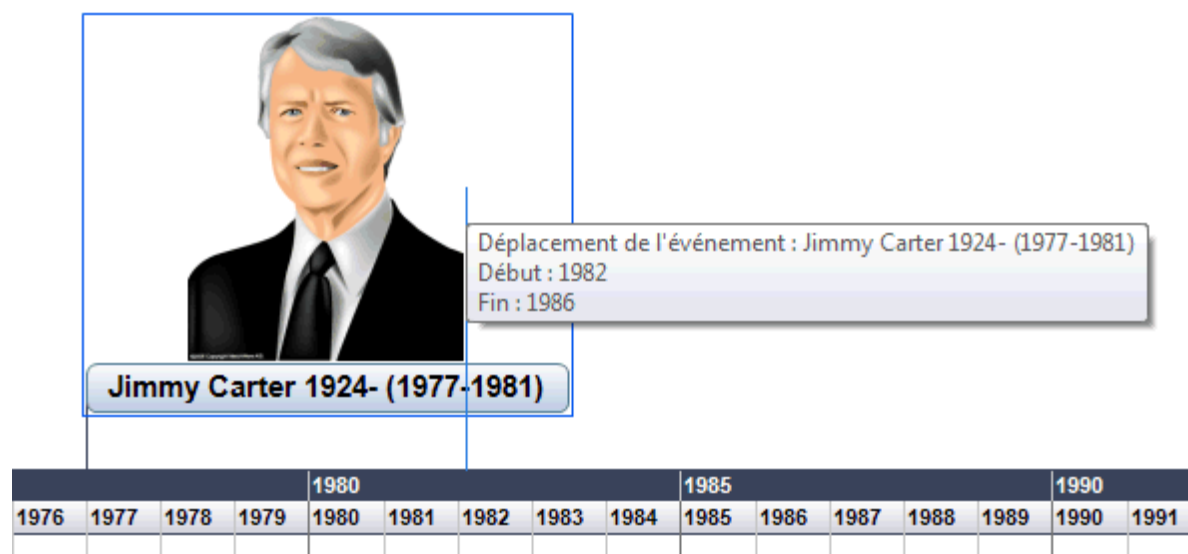 Déplacement de l'événement : Jimmy Carter 1924- (1977-1981)
Début : 1982
Fin : 1986
Jimmy Carter 1924- (1977-1981)
1980 1985 1990
1976 1977 1978 1979 1980 1981 1982 1983 1984 1985 1986 1987 1988 1989 1990 1991